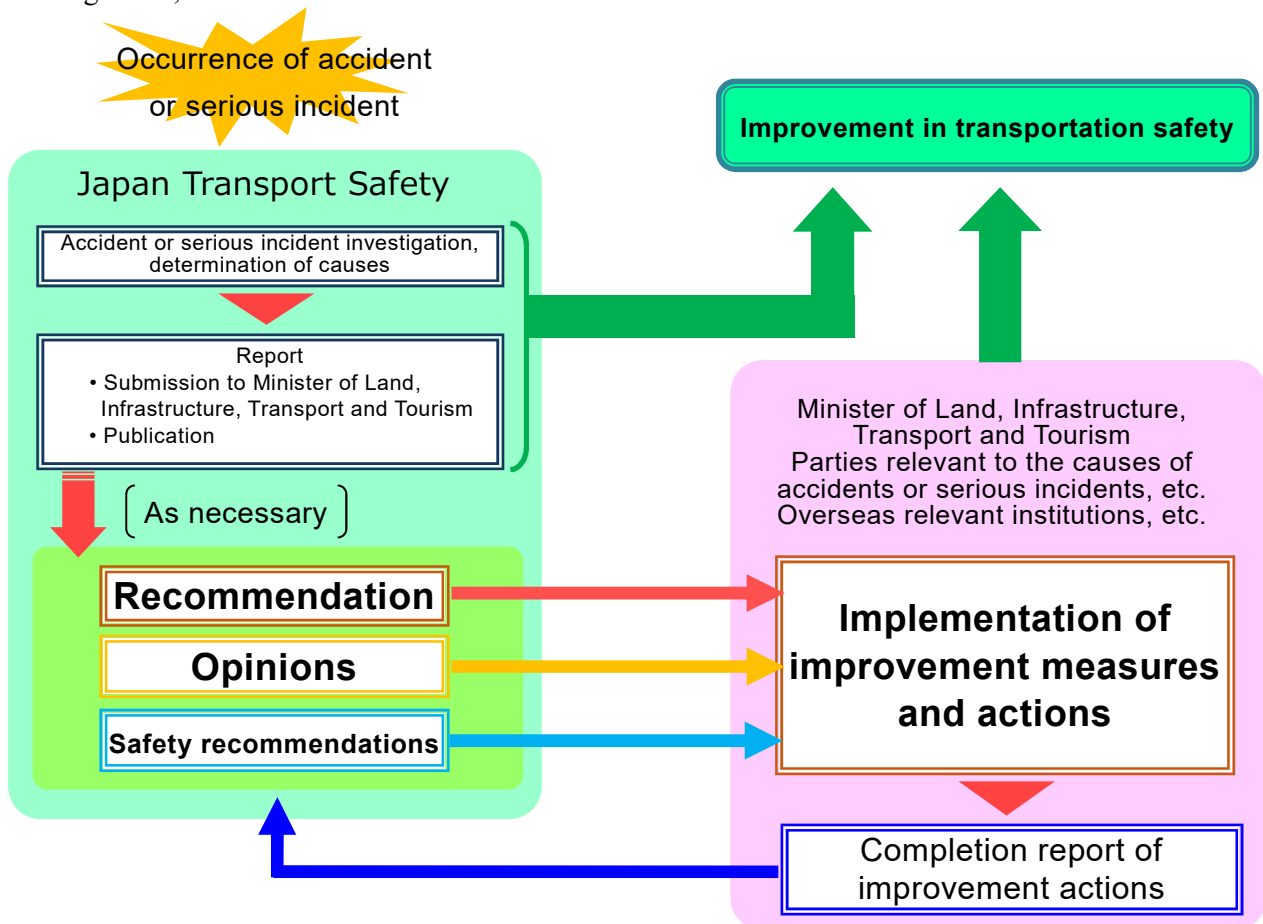 Occurrence of accident
or serious incident
Improvement in transportation safety
Japan Transport Safety
Accident or serious incident investigation,
determination of causes
Report
• Submission to Minister of Land,
Infrastructure, Transport and Tourism
• Publication
As necessary
Recommendation
Opinions
Safety recommendations
Minister of Land, Infrastructure,
Transport and Tourism
Parties relevant to the causes of
accidents or serious incidents, etc.
Overseas relevant institutions, etc.
Implementation of
improvement measures
and actions
Completion report of
improvement actions